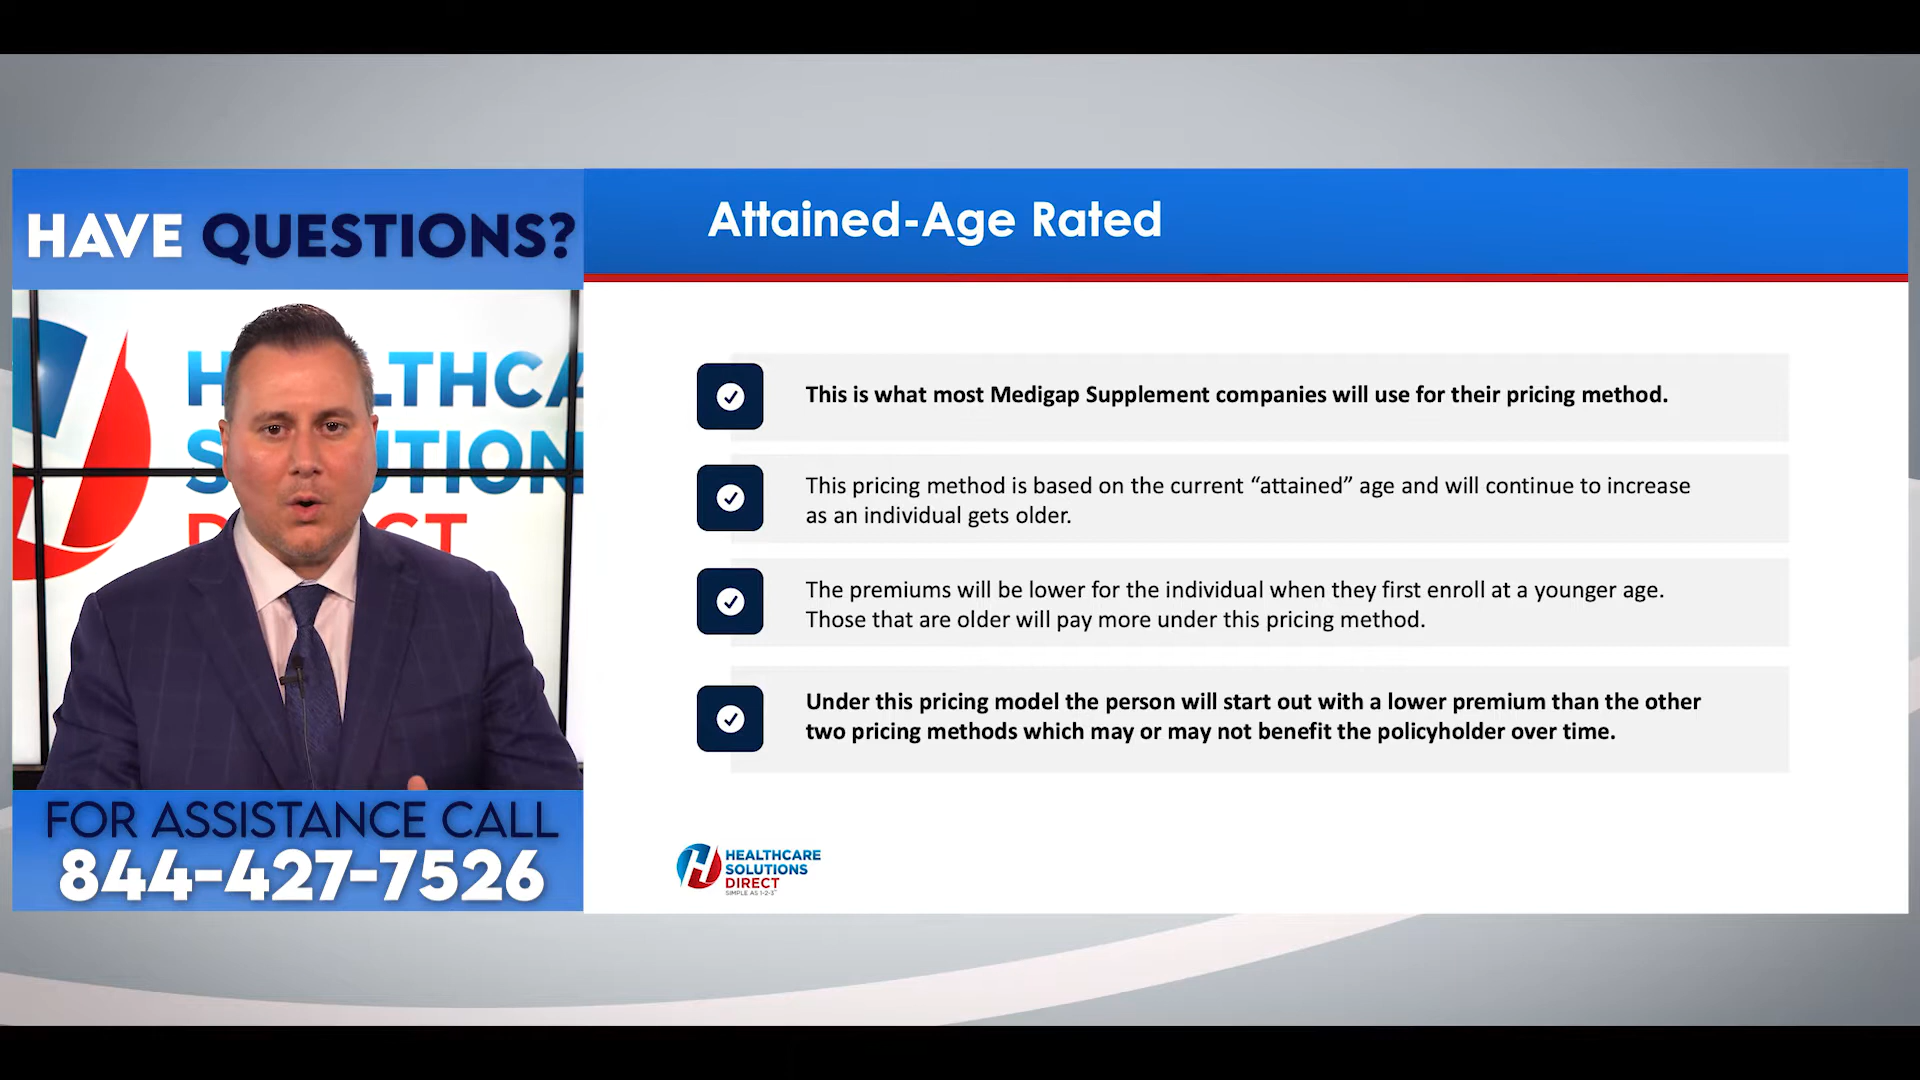 HAVE QUESTIONS?
Attained-Age Rated
This is what most Medigap Supplement companies will use for their pricing method.
This pricing method is based on the current “attained” age and will continue to increase
as an individual gets older.
The premiums will be lower for the individual when they first enroll at a younger age.
Those that are older will pay more under this pricing method.
Under this pricing model the person will start out with a lower premium than the other
two pricing methods which may or may not benefit the policyholder over time.
FOR ASSISTANCE CALL
844-427-7526
HEALTHCARE
SOLUTIONS
DIRECT
SIMPLE AS 1-2-3